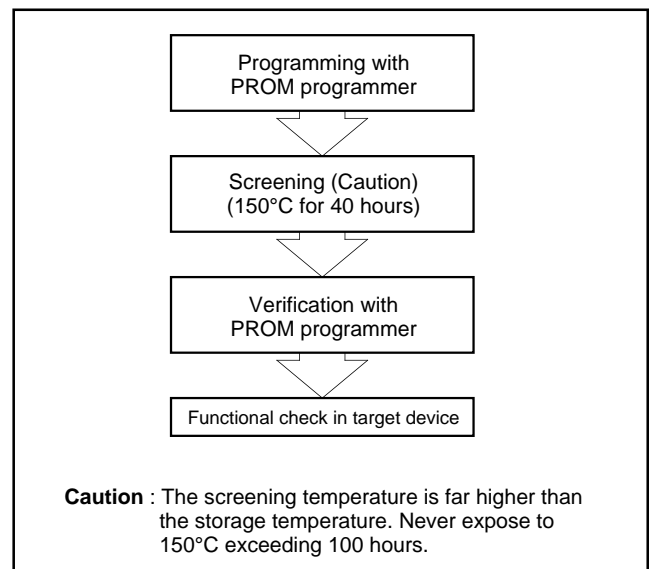 Programming with
PROM programmer
Screening (Caution)
(150°C for 40 hours)
Verification with
PROM programmer
Functional check in target device
Caution : The screening temperature is far higher than
the storage temperature. Never expose to
150°C exceeding 100 hours.